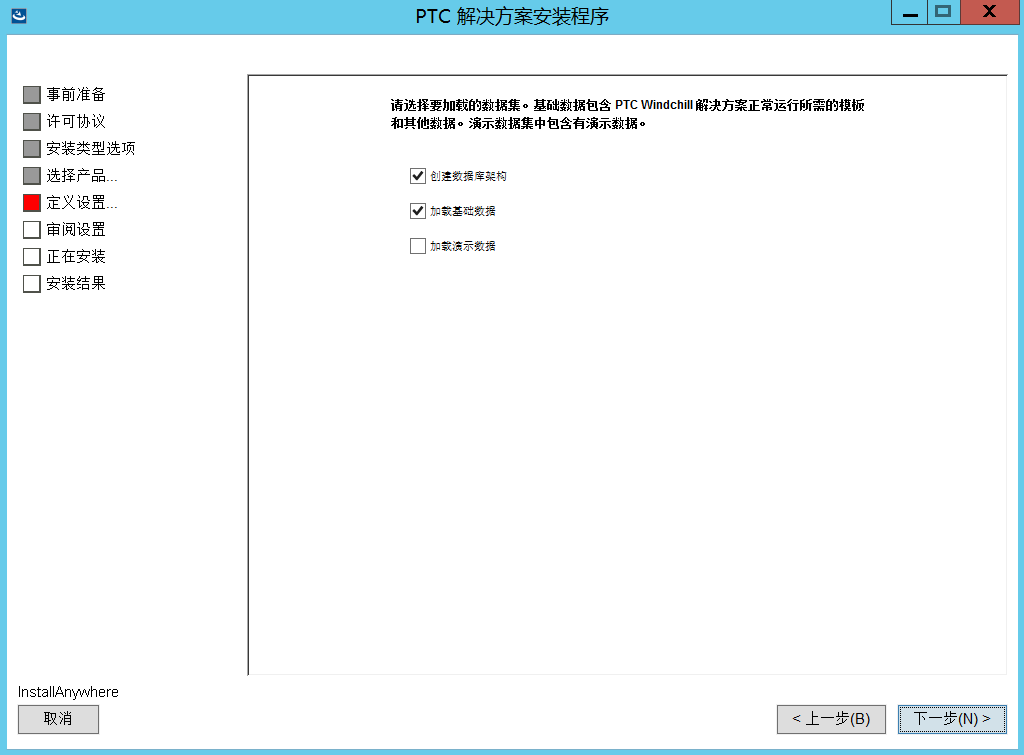 PTC 解决方案安装程序
事前准备
许可协议
安装类型选项
选择产品...
定义设置...
审阅设置
正在安装
安装结果
请选择要加载的数据集。基础数据包含 PTC Windchill 解决方案正常运行所需的模板
和其他数据。演示数据集中包含有演示数据。
创建数据库架构
加载基础数据
加载演示数据
InstallAnywhere
取消
< 上一步(B)
下一步(N) >